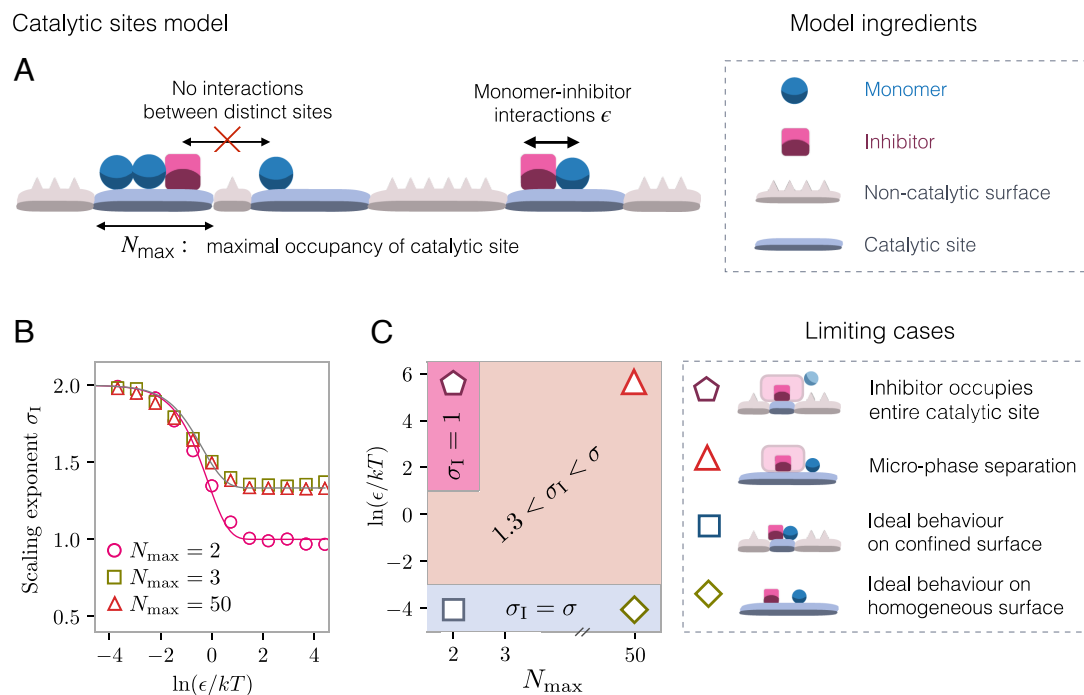 Catalytic sites model
Model ingredients
A
No interactions
between distinct sites
Monomer-inhibitor
interactions ϵ
N_max : maximal occupancy of catalytic site
Monomer
Inhibitor
Non-catalytic surface
Catalytic site
B
Scaling exponent σ_I
2.0
1.5
1.0
0.5
N_max = 2
N_max = 3
N_max = 50
−4 −2 0 2 4
ln(ϵ/kT)
C
ln(ϵ/kT)
6
4
2
0
−2
−4
σ_I = 1
1.3 < σ_I < σ
σ_I = σ
2 3 50
N_max
Limiting cases
Inhibitor occupies
entire catalytic site
Micro-phase separation
Ideal behaviour
on confined surface
Ideal behaviour on
homogeneous surface